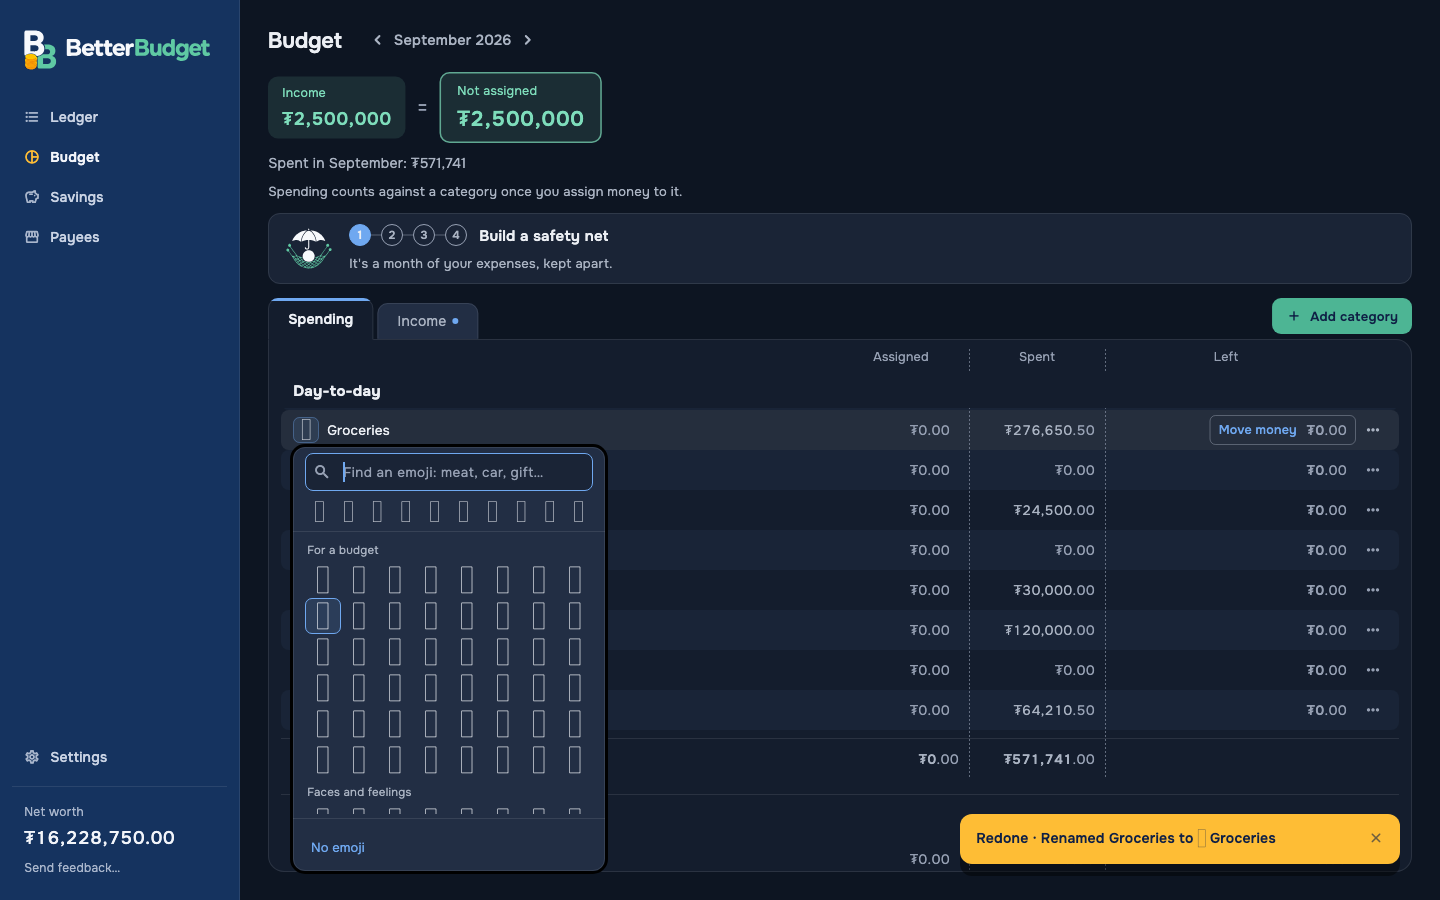 BetterBudget
Ledger
Budget
Savings
Payees
Settings
Net worth
₮16,228,750.00
Send feedback...
Budget
September 2026
Income
₮2,500,000
=
Not assigned
₮2,500,000
Spent in September: ₮571,741
Spending counts against a category once you assign money to it.
1 2 3 4 Build a safety net
It's a month of your expenses, kept apart.
Spending
Income
+ Add category
Assigned Spent Left
Day-to-day
Groceries ₮0.00 ₮276,650.50 Move money ₮0.00
₮0.00 ₮0.00 ₮0.00
₮0.00 ₮24,500.00 ₮0.00
₮0.00 ₮0.00 ₮0.00
₮0.00 ₮30,000.00 ₮0.00
₮0.00 ₮120,000.00 ₮0.00
₮0.00 ₮0.00 ₮0.00
₮0.00 ₮64,210.50 ₮0.00
₮0.00 ₮571,741.00
₮0.00
Find an emoji: meat, car, gift...
For a budget
Faces and feelings
No emoji
Redone · Renamed Groceries to Groceries